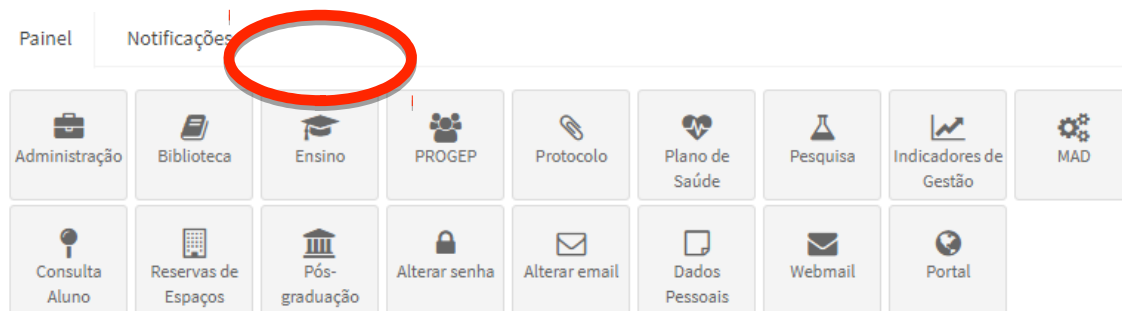 Painel Notificações
Administração Biblioteca Ensino PROGEP Protocolo Plano de Saúde Pesquisa Indicadores de Gestão MAD
Consulta Aluno Reservas de Espaços Pós-graduação Alterar senha Alterar email Dados Pessoais Webmail Portal